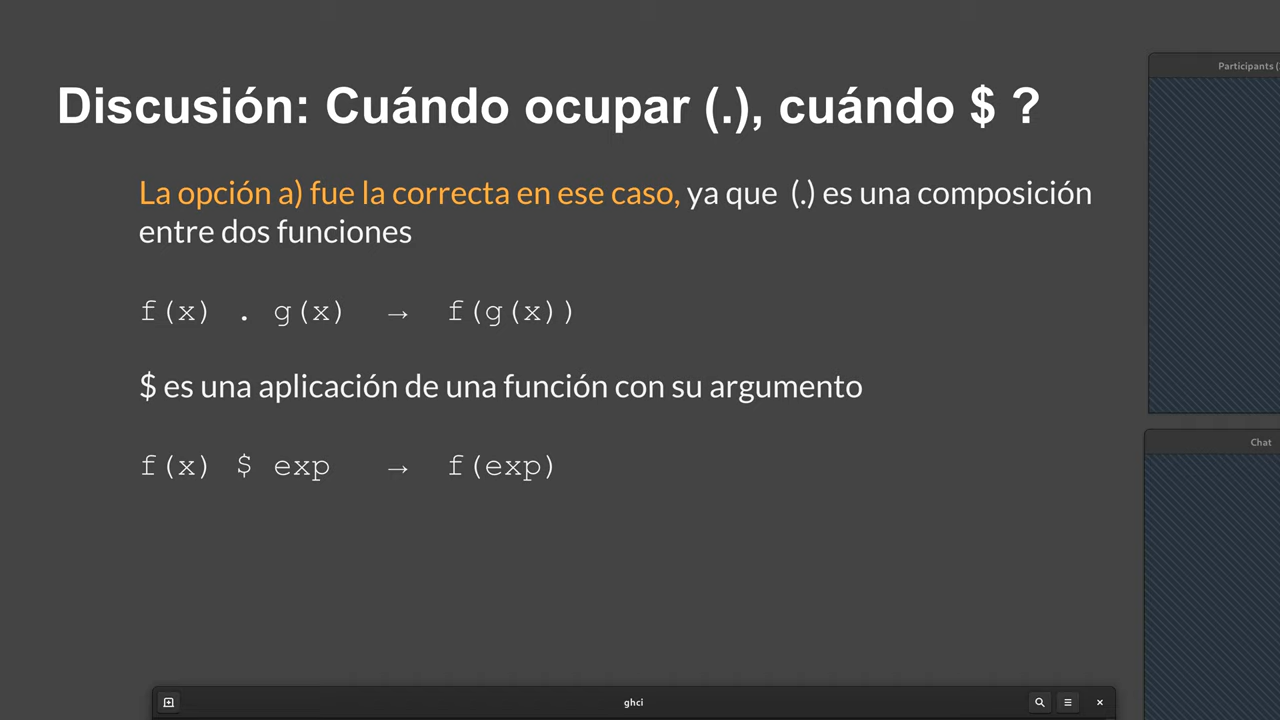 Discusión: Cuándo ocupar (.), cuándo $ ?
La opción a) fue la correcta en ese caso, ya que (.) es una composición
entre dos funciones
f(x) . g(x) → f(g(x))
$ es una aplicación de una función con su argumento
f(x) $ exp → f(exp)
Participants (
Chat
ghci